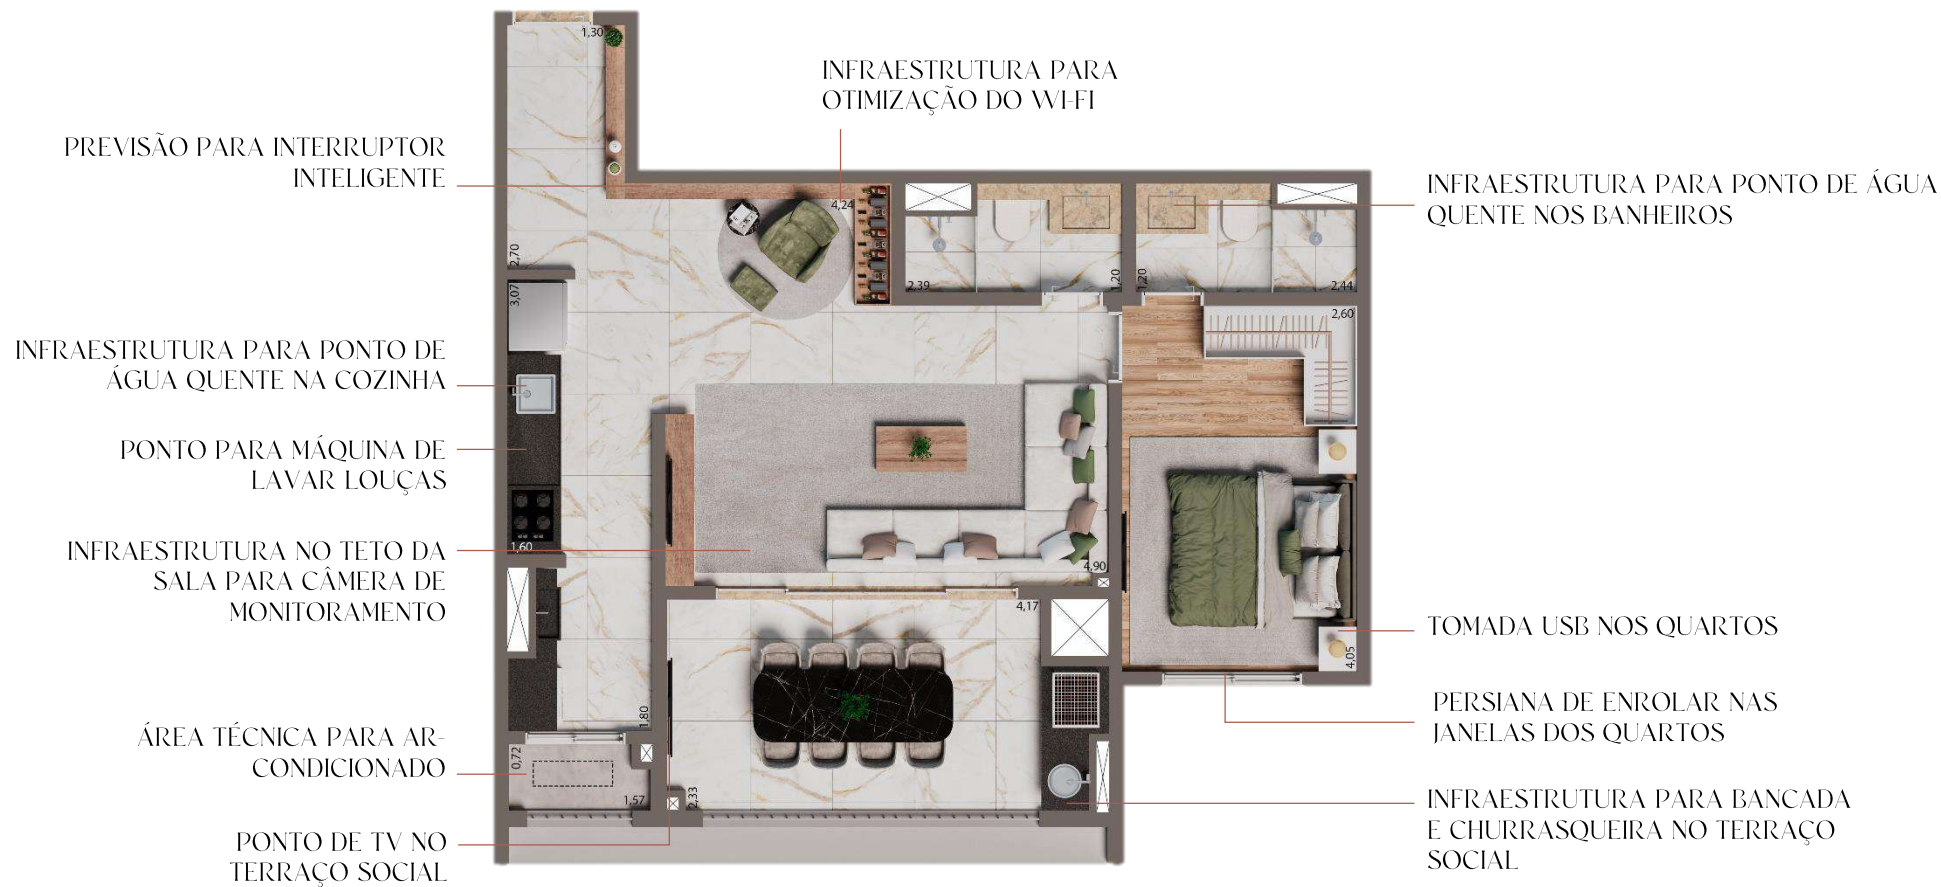 INFRAESTRUTURA PARA
OTIMIZAÇÃO DO WI-FI
PREVISÃO PARA INTERRUPTOR
INTELIGENTE
INFRAESTRUTURA PARA PONTO DE
ÁGUA QUENTE NA COZINHA
PONTO PARA MÁQUINA DE
LAVAR LOUÇAS
INFRAESTRUTURA NO TETO DA
SALA PARA CÂMERA DE
MONITORAMENTO
ÁREA TÉCNICA PARA AR-
CONDICIONADO
PONTO DE TV NO
TERRAÇO SOCIAL
1,30
4,24
2,70
3,07
2,39
1,20
1,20
2,44
2,60
1,60
4,90
4,17
4,05
1,80
0,72
1,57
2,33
INFRAESTRUTURA PARA PONTO DE ÁGUA
QUENTE NOS BANHEIROS
TOMADA USB NOS QUARTOS
PERSIANA DE ENROLAR NAS
JANELAS DOS QUARTOS
INFRAESTRUTURA PARA BANCADA
E CHURRASQUEIRA NO TERRAÇO
SOCIAL